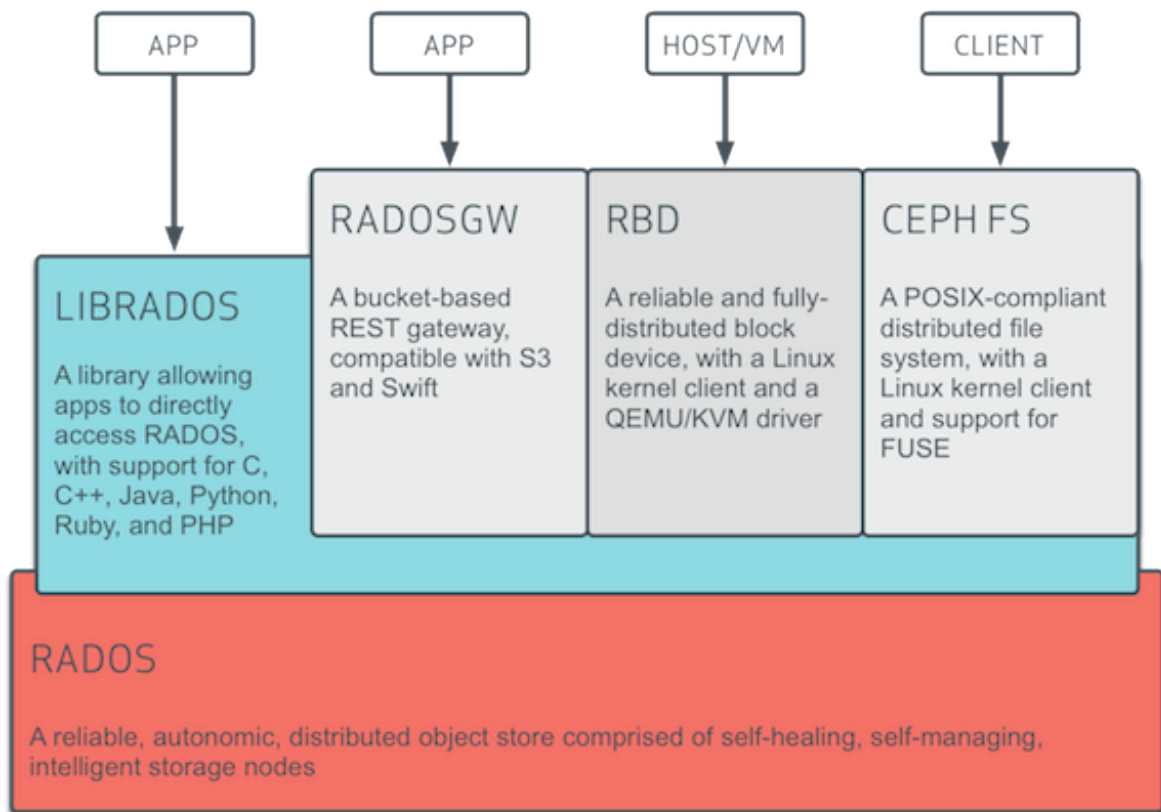 APP
APP
HOST/VM
CLIENT
LIBRADOS
A library allowing
apps to directly
access RADOS,
with support for C,
C++, Java, Python,
Ruby, and PHP
RADOSGW
A bucket-based
REST gateway,
compatible with S3
and Swift
RBD
A reliable and fully-
distributed block
device, with a Linux
kernel client and a
QEMU/KVM driver
CEPH FS
A POSIX-compliant
distributed file
system, with a
Linux kernel client
and support for
FUSE
RADOS
A reliable, autonomic, distributed object store comprised of self-healing, self-managing,
intelligent storage nodes